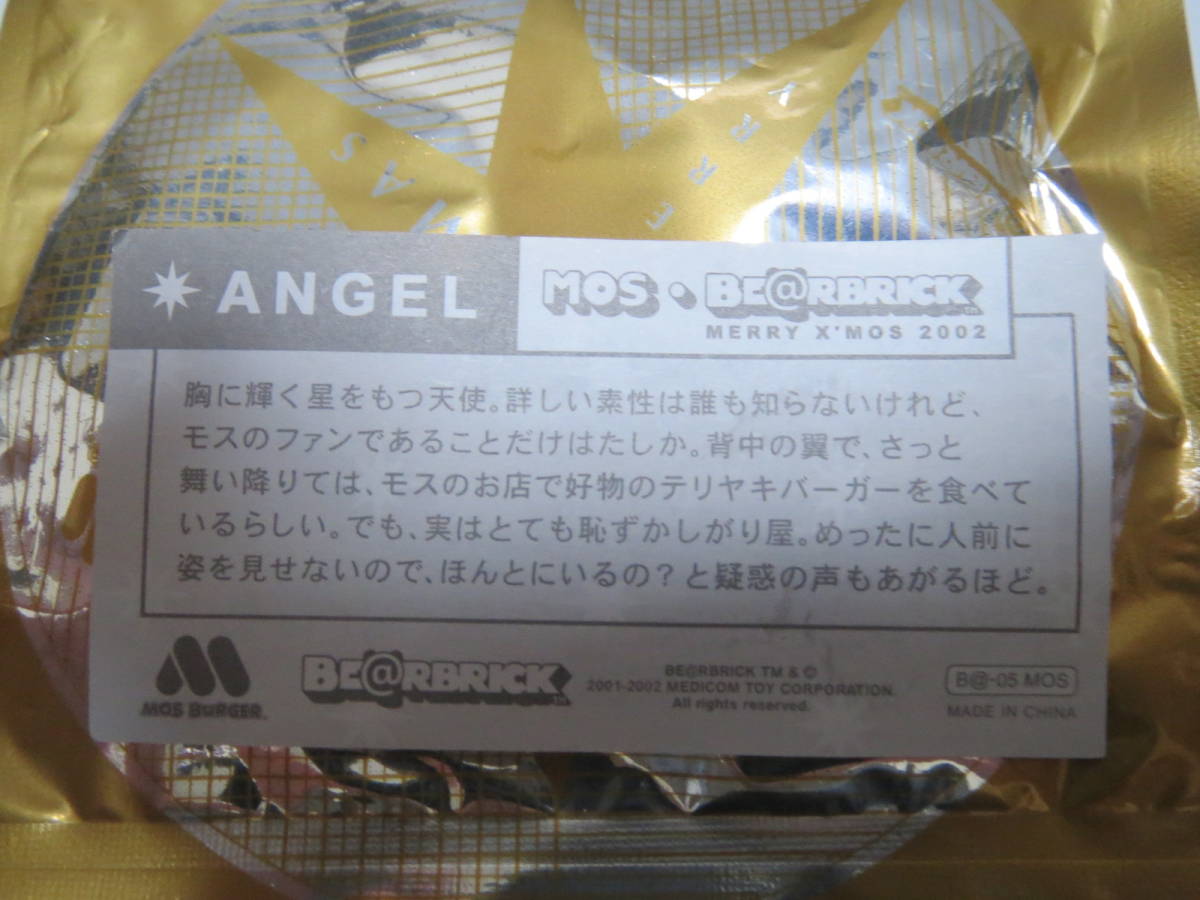 ANGEL
MOS・BE@RBRICK TM
MERRY X'MOS 2002
胸に輝く星をもつ天使。詳しい素性は誰も知らないけれど、
モスのファンであることだけはたしか。背中の翼で、さっと
舞い降りては、モスのお店で好物のテリヤキバーガーを食べて
いるらしい。でも、実はとても恥ずかしがり屋。めったに人前に
姿を見せないので、ほんとにいるの？と疑惑の声もあがるほど。
MOS BURGER
BE@RBRICK TM
BE@RBRICK TM & ©
2001-2002 MEDICOM TOY CORPORATION.
All rights reserved.
B@-05 MOS
MADE IN CHINA